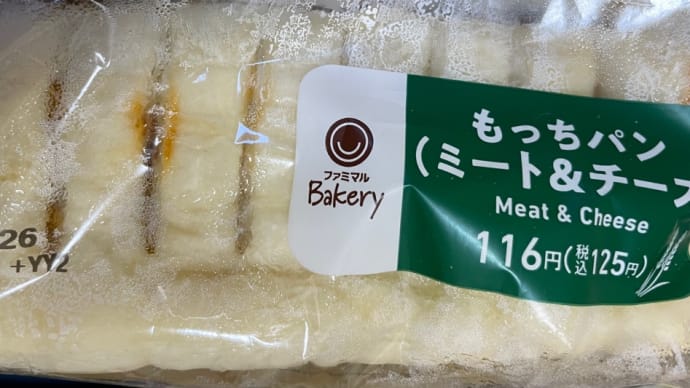 ファミマル
Bakery
もっちパン
(ミート&チーズ
Meat & Cheese
116円(税込125円)
26
+YY2